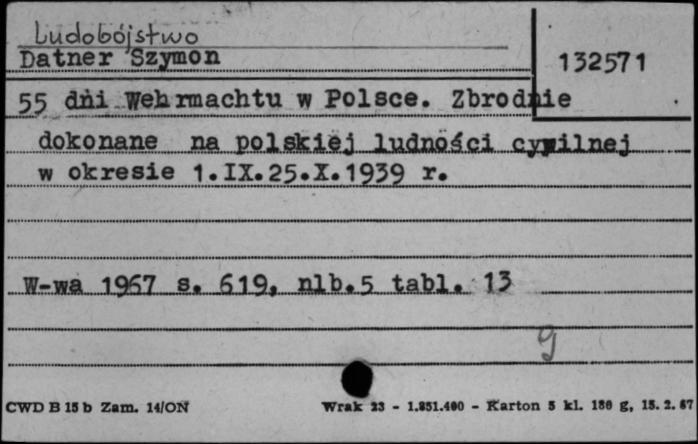 Ludobójstwo
Datner Szymon
132571
55 dni Wehrmachtu w Polsce. Zbrodnie
dokonane na polskiej ludności cywilnej
w okresie 1.IX.25.X.1939 r.
W-wa 1967 s. 619, nlb.5 tabl. 13
g
CWD B 15 b Zam. 14/ON
Wrak 23 - 1.851.400 - Karton 5 kl. 180 g, 15. 2. 67